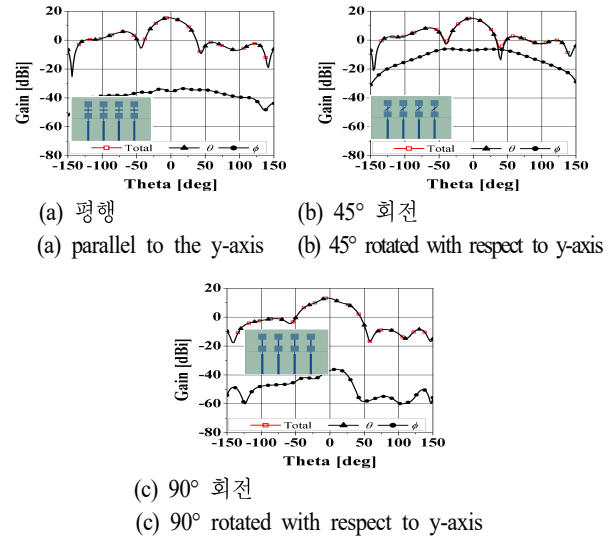 20
0
-20
-40
-60
-80
Gain [dBi]
Total θ ϕ
-150 -100 -50 0 50 100 150
Theta [deg]
20
0
-20
-40
-60
-80
Gain [dBi]
Total θ ϕ
-150 -100 -50 0 50 100 150
Theta [deg]
(a) 평행
(b) 45° 회전
(a) parallel to the y-axis
(b) 45° rotated with respect to y-axis
20
0
-20
-40
-60
-80
Gain [dBi]
Total θ ϕ
-150 -100 -50 0 50 100 150
Theta [deg]
(c) 90° 회전
(c) 90° rotated with respect to y-axis